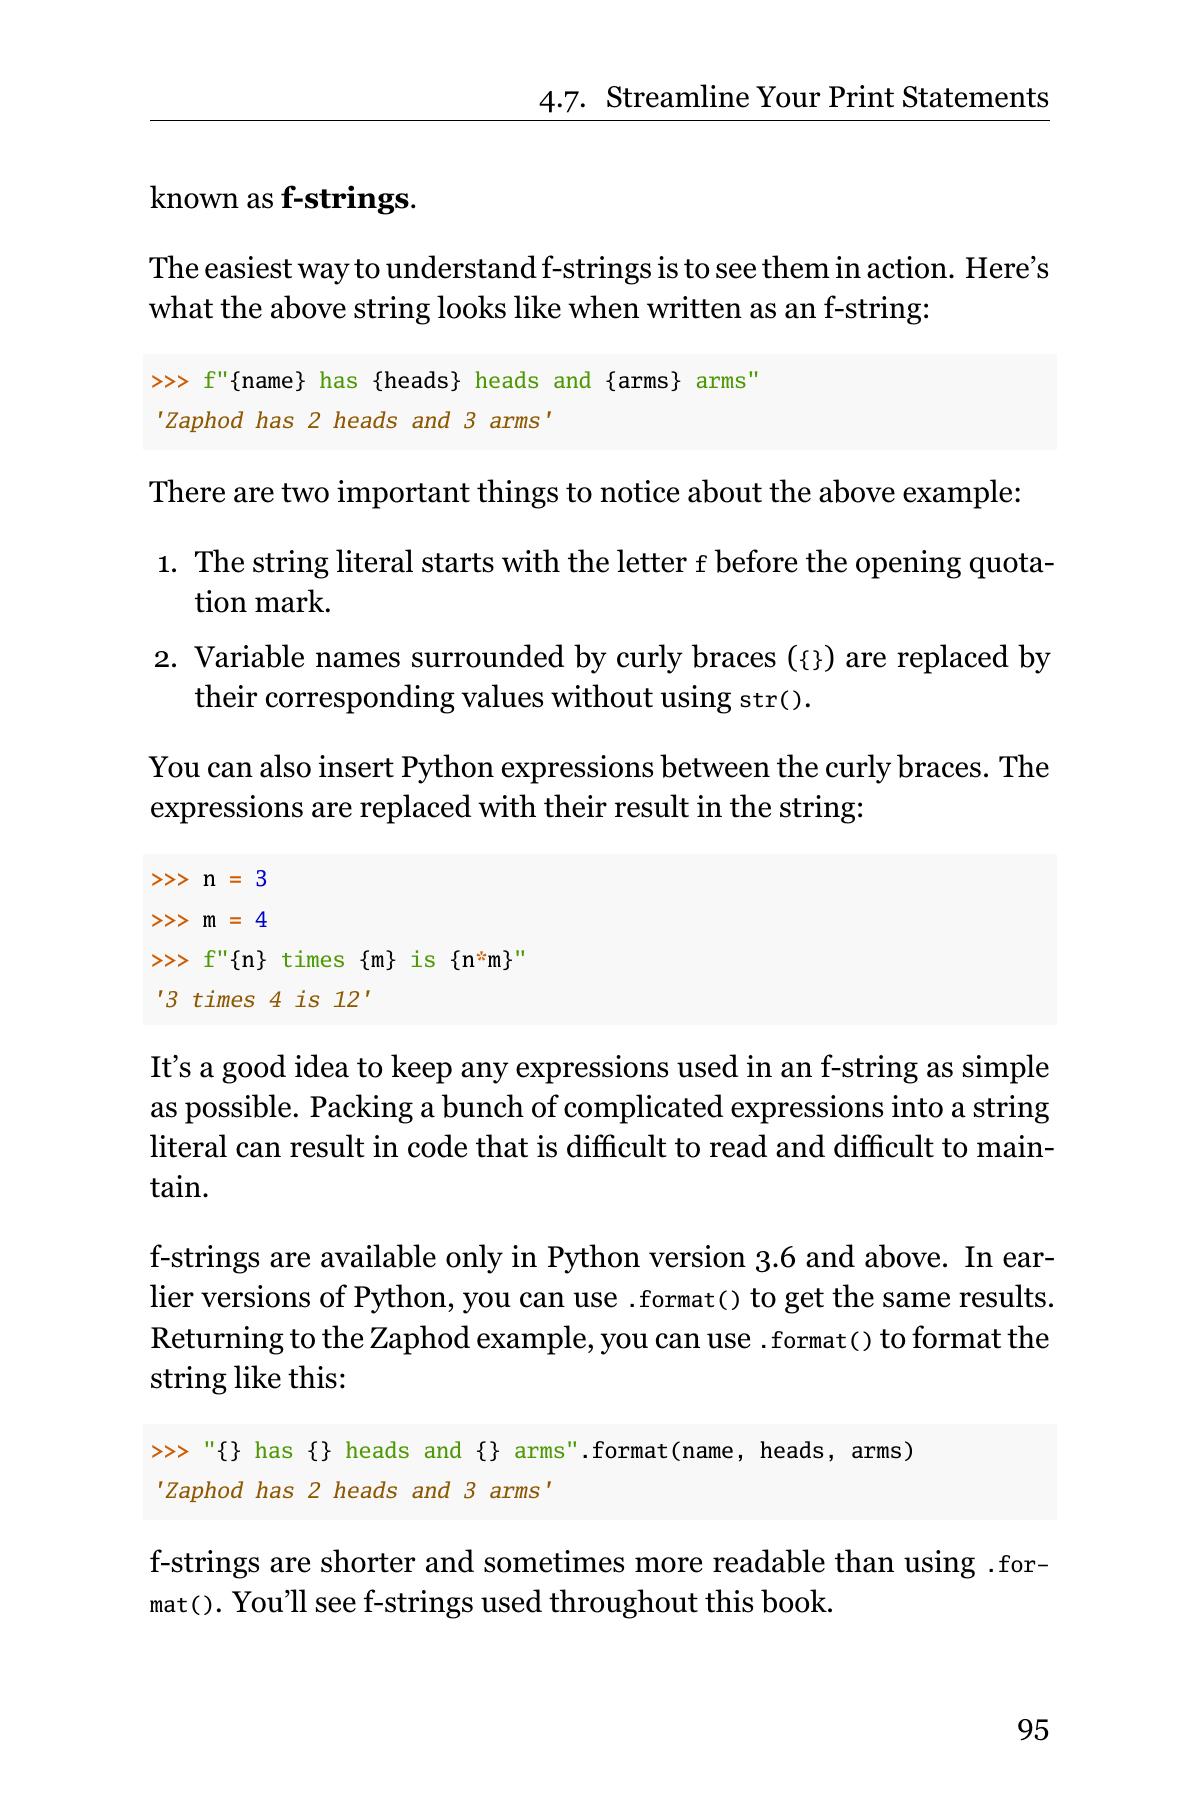 4.7. Streamline Your Print Statements
known as f-strings.
The easiest way to understand f-strings is to see them in action. Here’s
what the above string looks like when written as an f-string:
>>> f"{name} has {heads} heads and {arms} arms"
'Zaphod has 2 heads and 3 arms'
There are two important things to notice about the above example:
1. The string literal starts with the letter f before the opening quota-
tion mark.
2. Variable names surrounded by curly braces ({}) are replaced by
their corresponding values without using str().
You can also insert Python expressions between the curly braces. The
expressions are replaced with their result in the string:
>>> n = 3
>>> m = 4
>>> f"{n} times {m} is {n*m}"
'3 times 4 is 12'
It’s a good idea to keep any expressions used in an f-string as simple
as possible. Packing a bunch of complicated expressions into a string
literal can result in code that is difficult to read and difficult to main-
tain.
f-strings are available only in Python version 3.6 and above. In ear-
lier versions of Python, you can use .format() to get the same results.
Returning to the Zaphod example, you can use .format() to format the
string like this:
>>> "{} has {} heads and {} arms".format(name, heads, arms)
'Zaphod has 2 heads and 3 arms'
f-strings are shorter and sometimes more readable than using .for-
mat(). You’ll see f-strings used throughout this book.
95